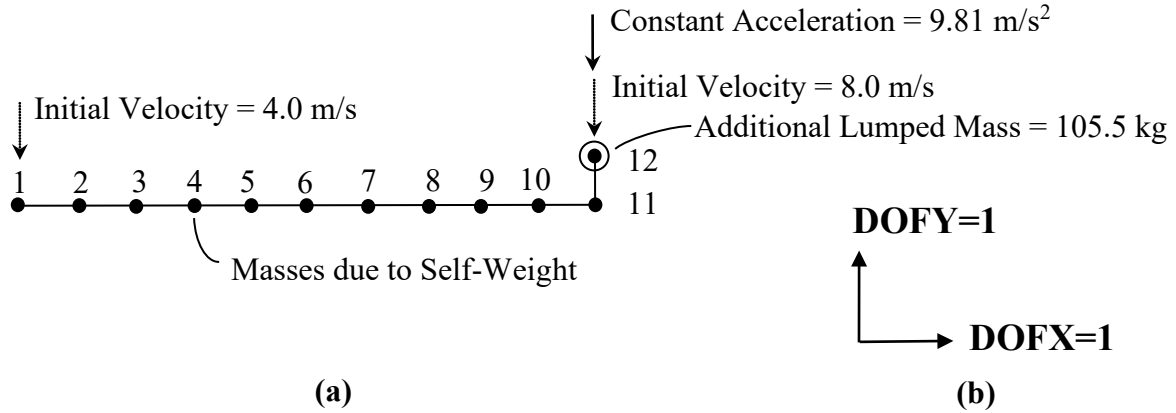 Constant Acceleration = 9.81 m/s²
Initial Velocity = 4.0 m/s
Initial Velocity = 8.0 m/s
Additional Lumped Mass = 105.5 kg
1 2 3 4 5 6 7 8 9 10 12
11
Masses due to Self-Weight
DOFY=1
DOFX=1
(a)
(b)